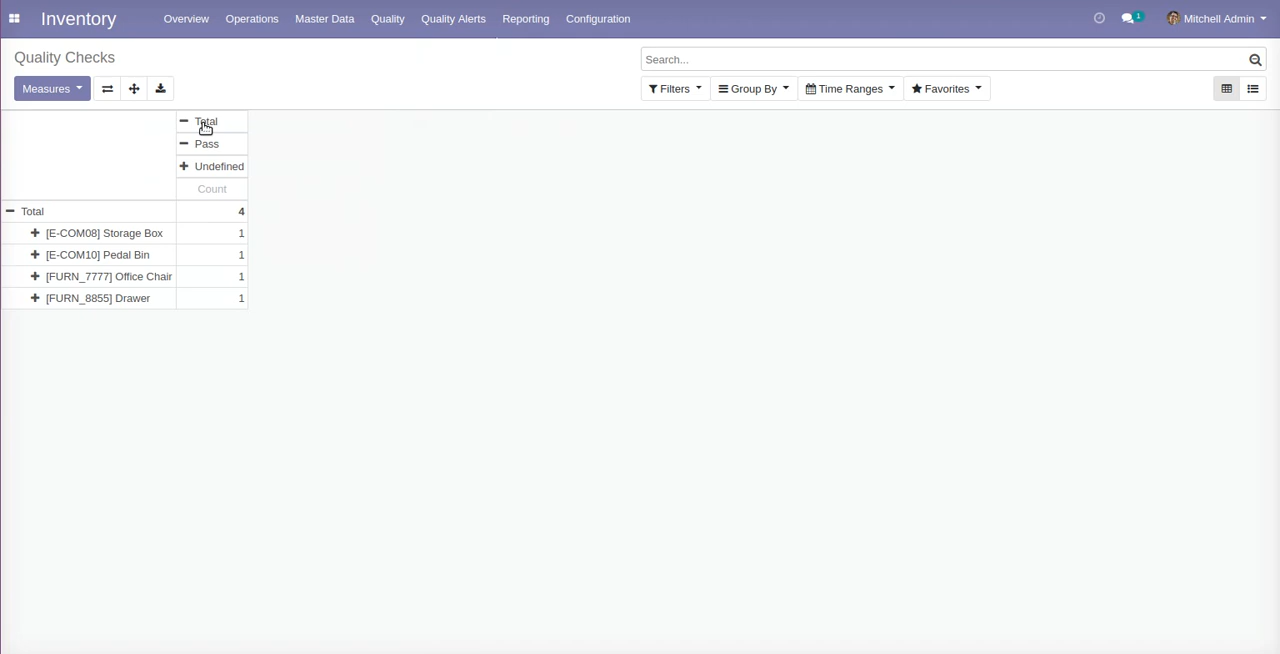 Inventory Overview Operations Master Data Quality Quality Alerts Reporting Configuration 1 Mitchell Admin
Quality Checks Search...
Measures Filters Group By Time Ranges Favorites
Total
Pass
Undefined
Count
Total 4
[E-COM08] Storage Box 1
[E-COM10] Pedal Bin 1
[FURN_7777] Office Chair 1
[FURN_8855] Drawer 1